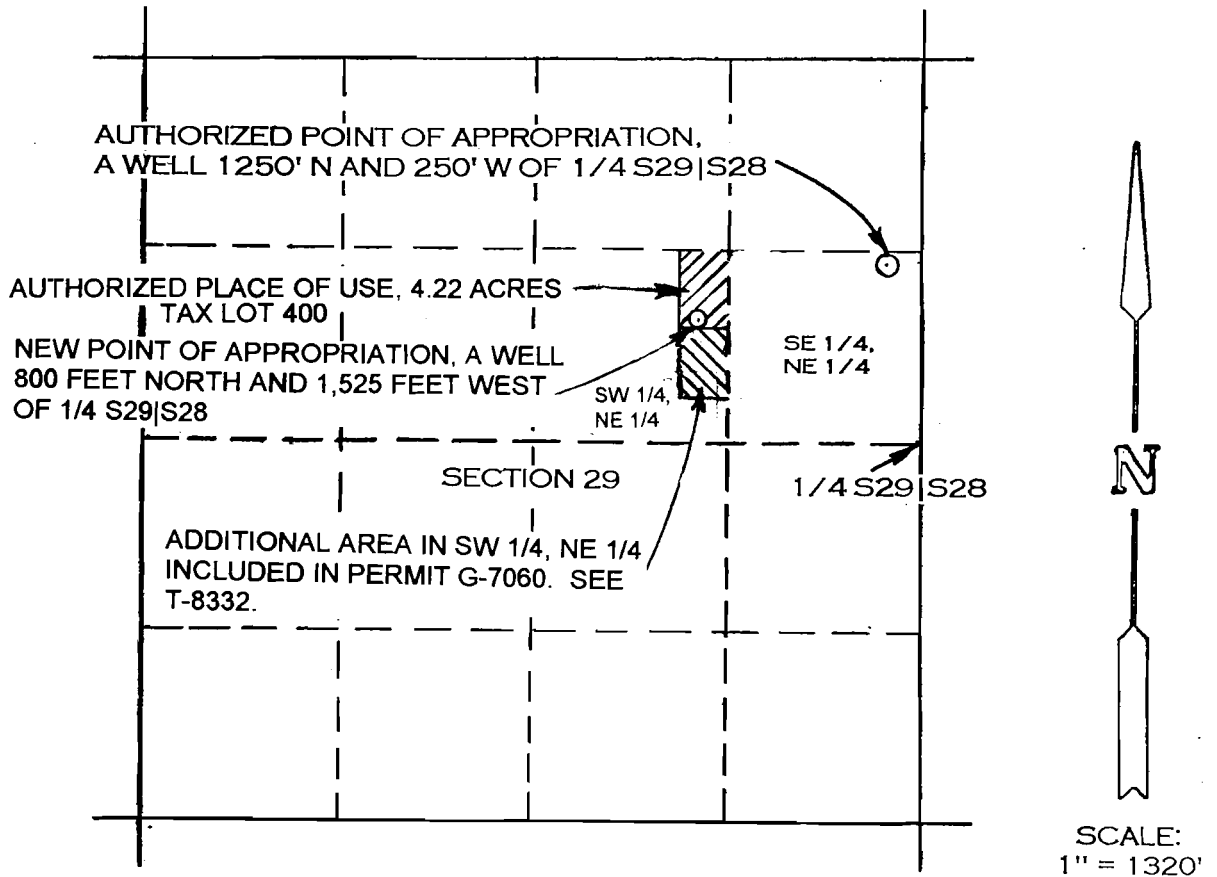 AUTHORIZED POINT OF APPROPRIATION,
A WELL 1250' N AND 250' W OF 1/4 S29|S28
AUTHORIZED PLACE OF USE, 4.22 ACRES
TAX LOT 400
NEW POINT OF APPROPRIATION, A WELL
800 FEET NORTH AND 1,525 FEET WEST
OF 1/4 S29|S28
SW 1/4,
NE 1/4
SE 1/4,
NE 1/4
SECTION 29
1/4 S29|S28
ADDITIONAL AREA IN SW 1/4, NE 1/4
INCLUDED IN PERMIT G-7060. SEE
T-8332.
N
SCALE:
1" = 1320'